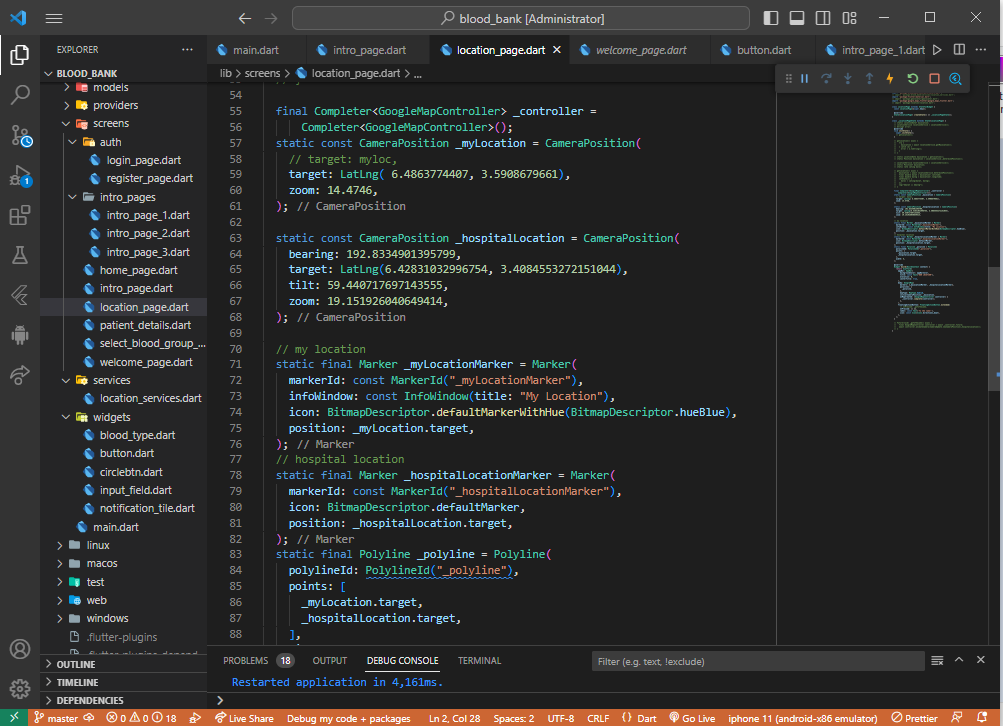 blood_bank [Administrator]
EXPLORER
BLOOD_BANK
models
providers
screens
auth
login_page.dart
register_page.dart
intro_pages
intro_page_1.dart
intro_page_2.dart
intro_page_3.dart
home_page.dart
intro_page.dart
location_page.dart
patient_details.dart
select_blood_group_...
welcome_page.dart
services
location_services.dart
widgets
blood_type.dart
button.dart
circlebtn.dart
input_field.dart
notification_tile.dart
main.dart
linux
macos
test
web
windows
.flutter-plugins
OUTLINE
TIMELINE
DEPENDENCIES
main.dart intro_page.dart location_page.dart welcome_page.dart button.dart intro_page_1.dart
lib > screens > location_page.dart > ...
54
55 final Completer<GoogleMapController> _controller =
56 Completer<GoogleMapController>();
57 static const CameraPosition _myLocation = CameraPosition(
58 // target: myloc,
59 target: LatLng( 6.4863774407, 3.5908679661),
60 zoom: 14.4746,
61 ); // CameraPosition
62
63 static const CameraPosition _hospitalLocation = CameraPosition(
64 bearing: 192.8334901395799,
65 target: LatLng(6.42831032996754, 3.4084553272151044),
66 tilt: 59.440717697143555,
67 zoom: 19.151926040649414,
68 ); // CameraPosition
69
70 // my location
71 static final Marker _myLocationMarker = Marker(
72 markerId: const MarkerId("_myLocationMarker"),
73 infoWindow: const InfoWindow(title: "My Location"),
74 icon: BitmapDescriptor.defaultMarkerWithHue(BitmapDescriptor.hueBlue),
75 position: _myLocation.target,
76 ); // Marker
77 // hospital location
78 static final Marker _hospitalLocationMarker = Marker(
79 markerId: const MarkerId("_hospitalLocationMarker"),
80 icon: BitmapDescriptor.defaultMarker,
81 position: _hospitalLocation.target,
82 ); // Marker
83 static final Polyline _polyline = Polyline(
84 polylineId: PolylineId("_polyline"),
85 points: [
86 _myLocation.target,
87 _hospitalLocation.target,
88 ],
PROBLEMS 18 OUTPUT DEBUG CONSOLE TERMINAL Filter (e.g. text, !exclude)
Restarted application in 4,161ms.
1
master 0 0 18 Live Share Debug my code + packages Ln 2, Col 28 Spaces: 2 UTF-8 CRLF {} Dart Go Live iphone 11 (android-x86 emulator) Prettier